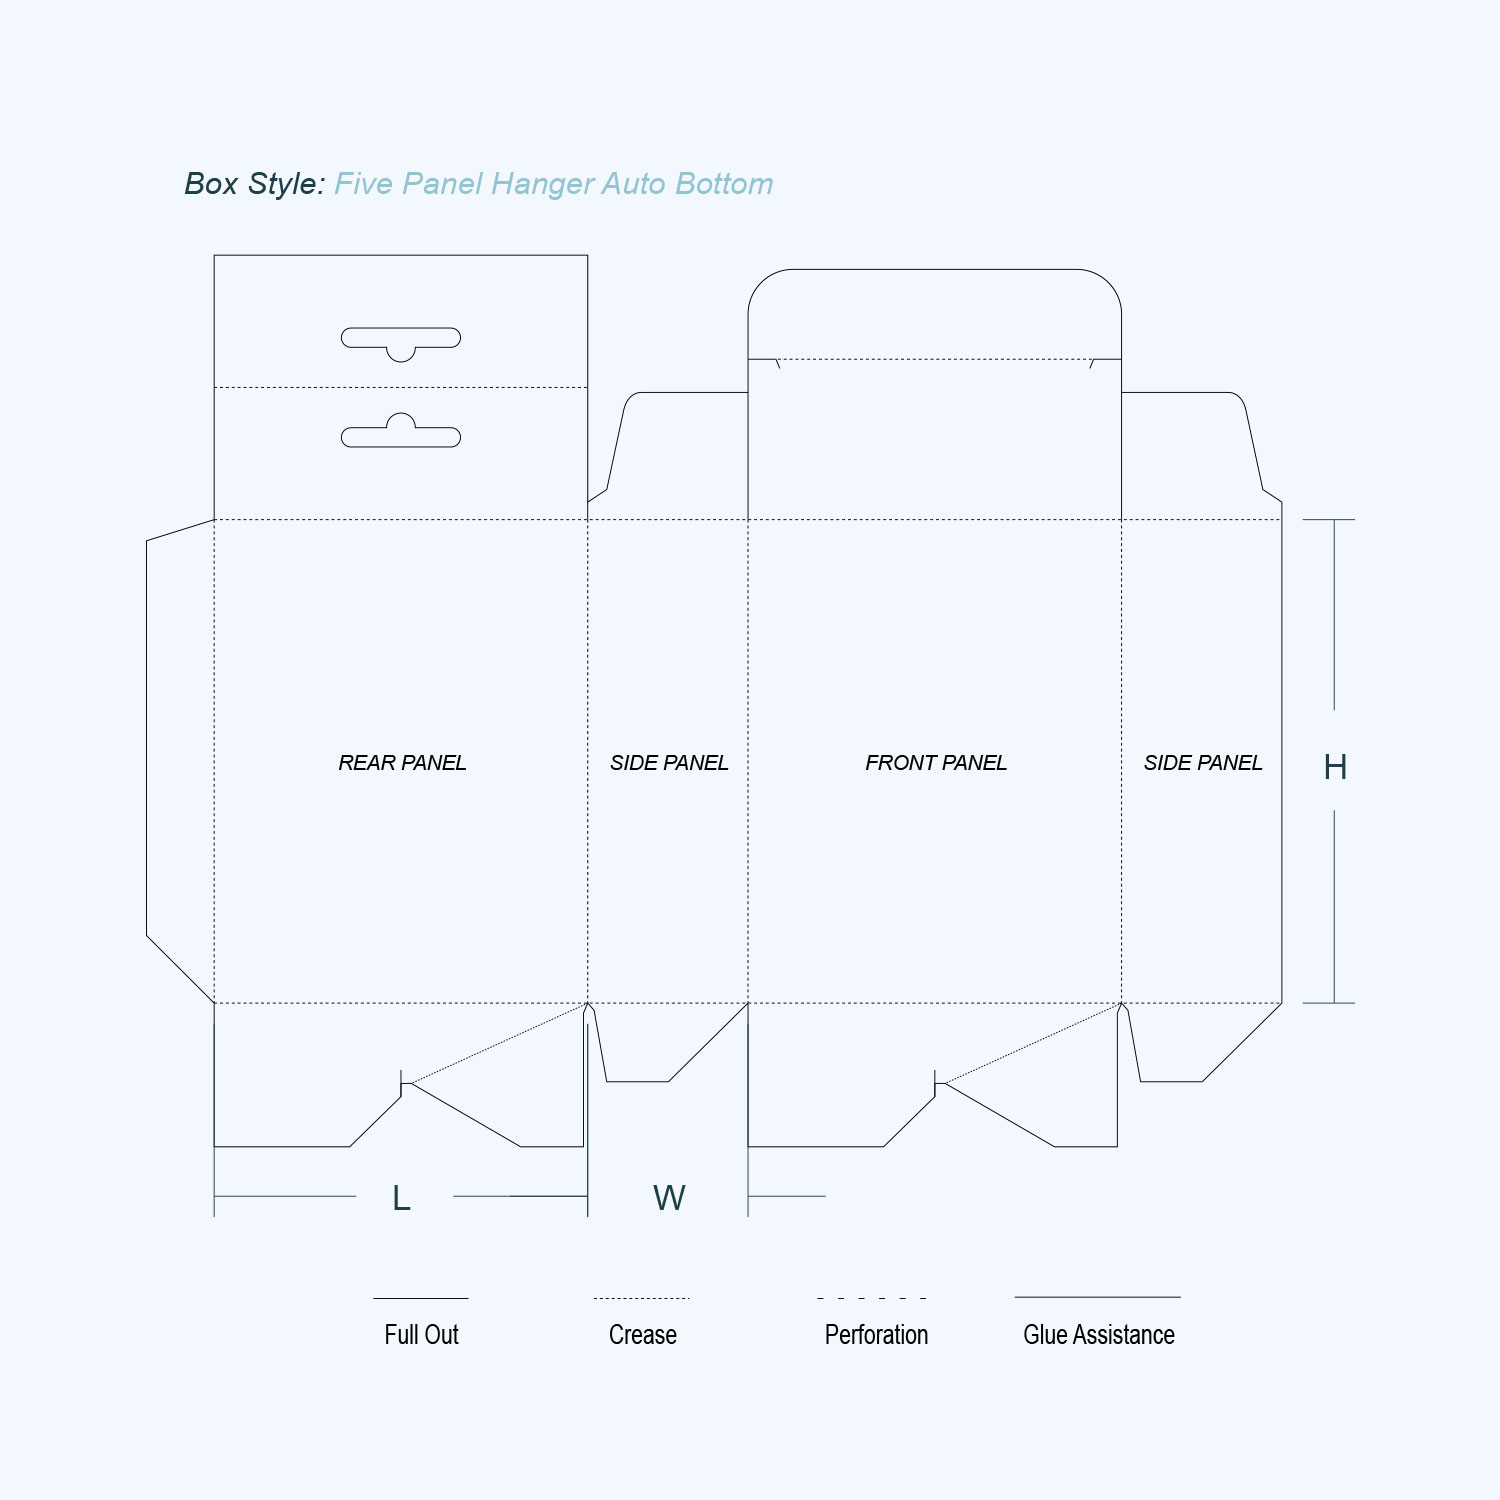 Box Style: Five Panel Hanger Auto Bottom
REAR PANEL
SIDE PANEL
FRONT PANEL
SIDE PANEL
H
L
W
Full Out
Crease
Perforation
Glue Assistance